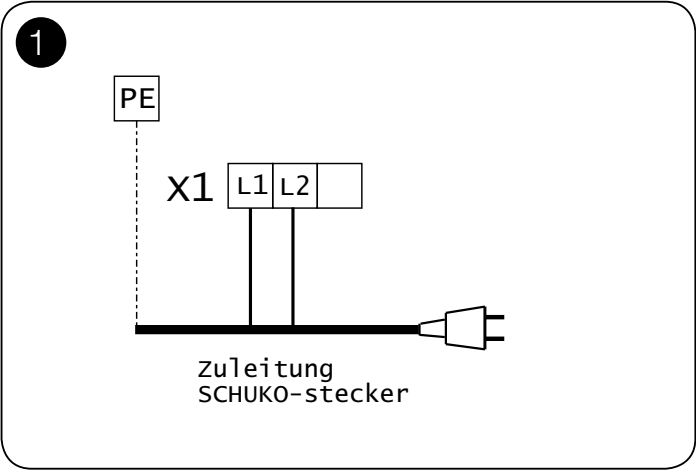 1
PE
X1 L1 L2
Zuleitung
SCHUKO-stecker